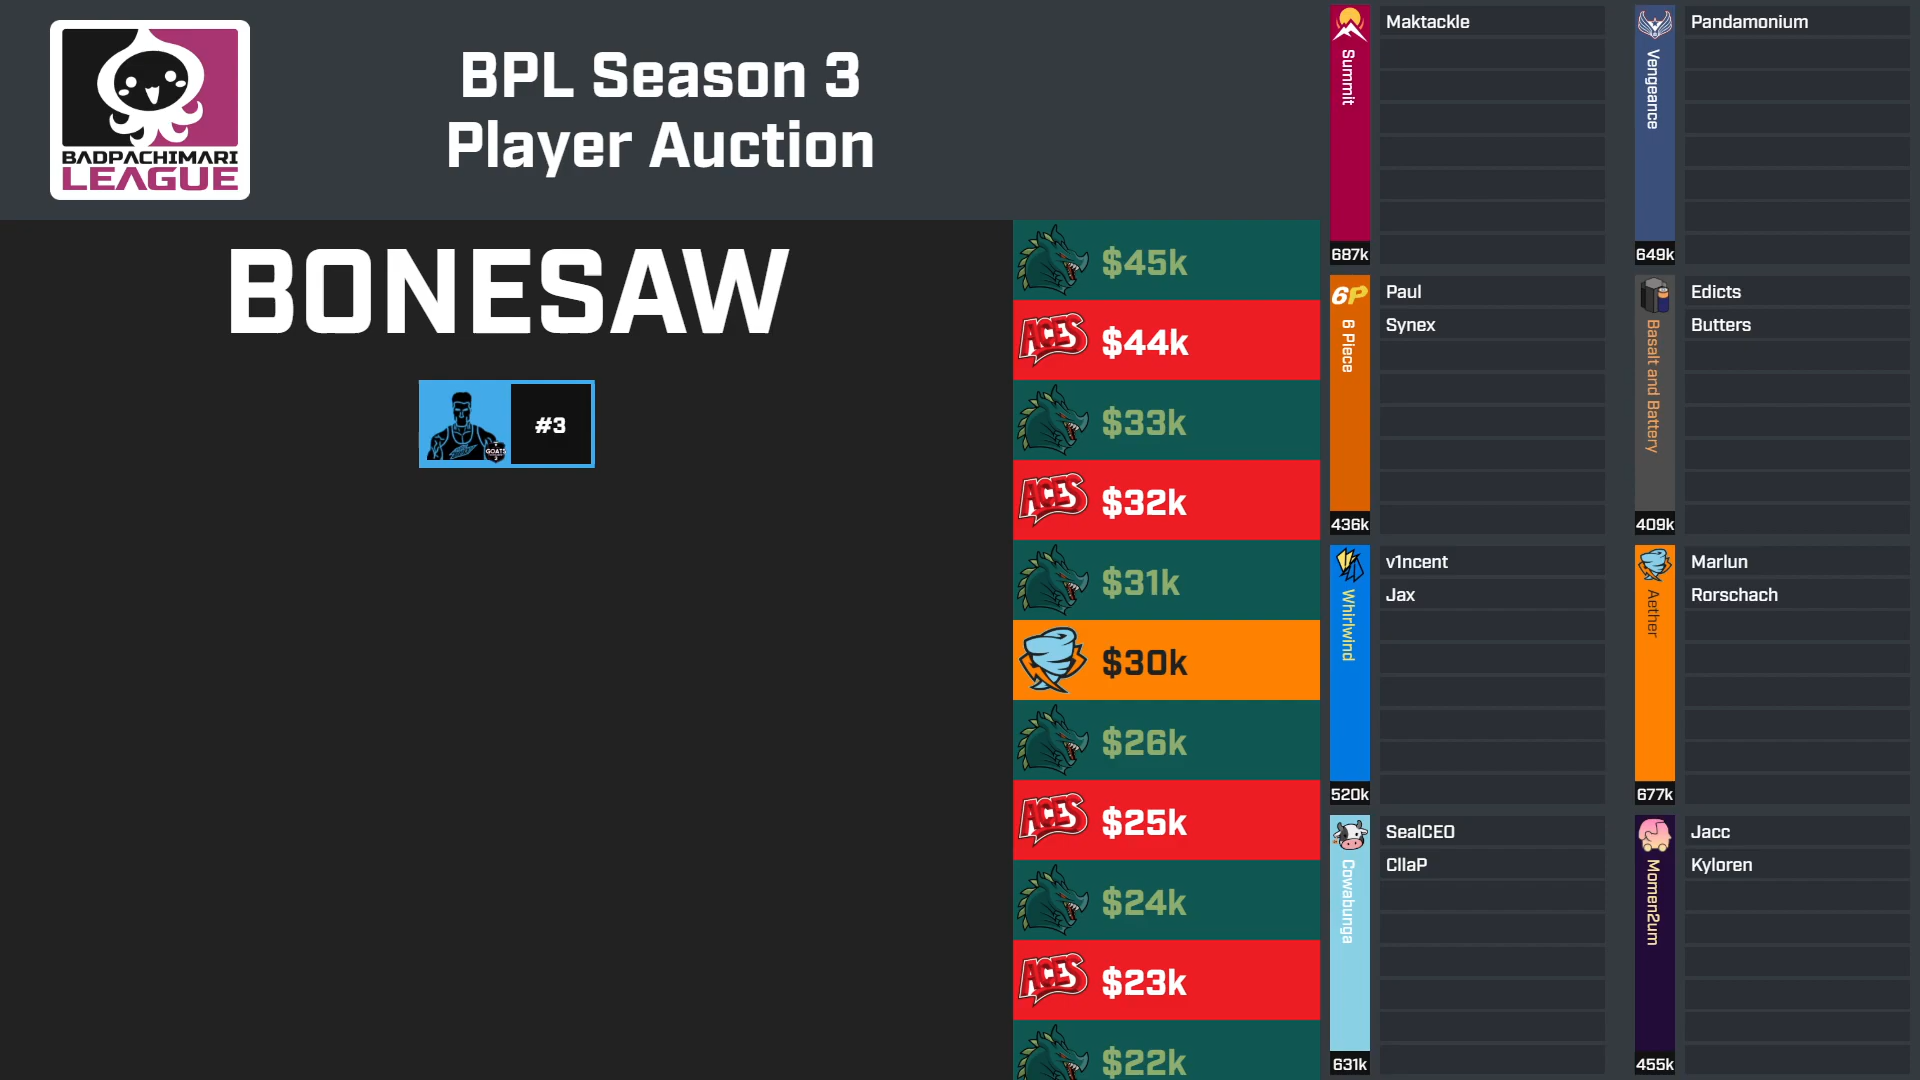 BADPACHIMARI
LEAGUE
BPL Season 3
Player Auction
BONESAW
GOATS
#3
$45k
ACES
$44k
$33k
ACES
$32k
$31k
$30k
$26k
ACES
$25k
$24k
ACES
$23k
$22k
Summit
687k
Maktackle
Vengeance
649k
Pandamonium
6P
6 Piece
436k
Paul
Synex
Basalt and Battery
409k
Edicts
Butters
Whirlwind
520k
v1ncent
Jax
Aether
677k
Marlun
Rorschach
Cowabunga
631k
SealCEO
CllaP
Momen2um
455k
Jacc
Kyloren